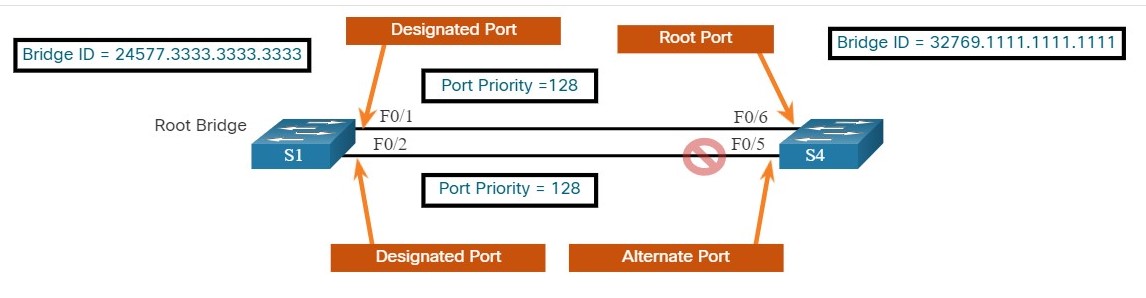 Designated Port
Root Port
Bridge ID = 24577.3333.3333.3333
Bridge ID = 32769.1111.1111.1111
Port Priority =128
Root Bridge
F0/1
F0/6
F0/2
F0/5
S1
S4
Port Priority = 128
Designated Port
Alternate Port